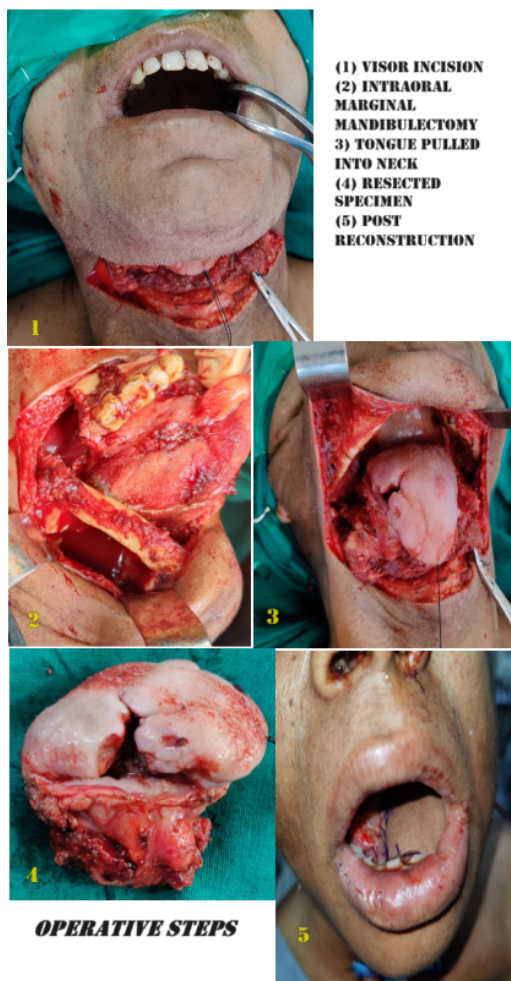 (1) VISOR INCISION
(2) INTRAORAL
MARGINAL
MANDIBULECTOMY
3) TONGUE PULLED
INTO NECK
(4) RESECTED
SPECIMEN
(5) POST
RECONSTRUCTION
1
2
3
4
5
OPERATIVE STEPS